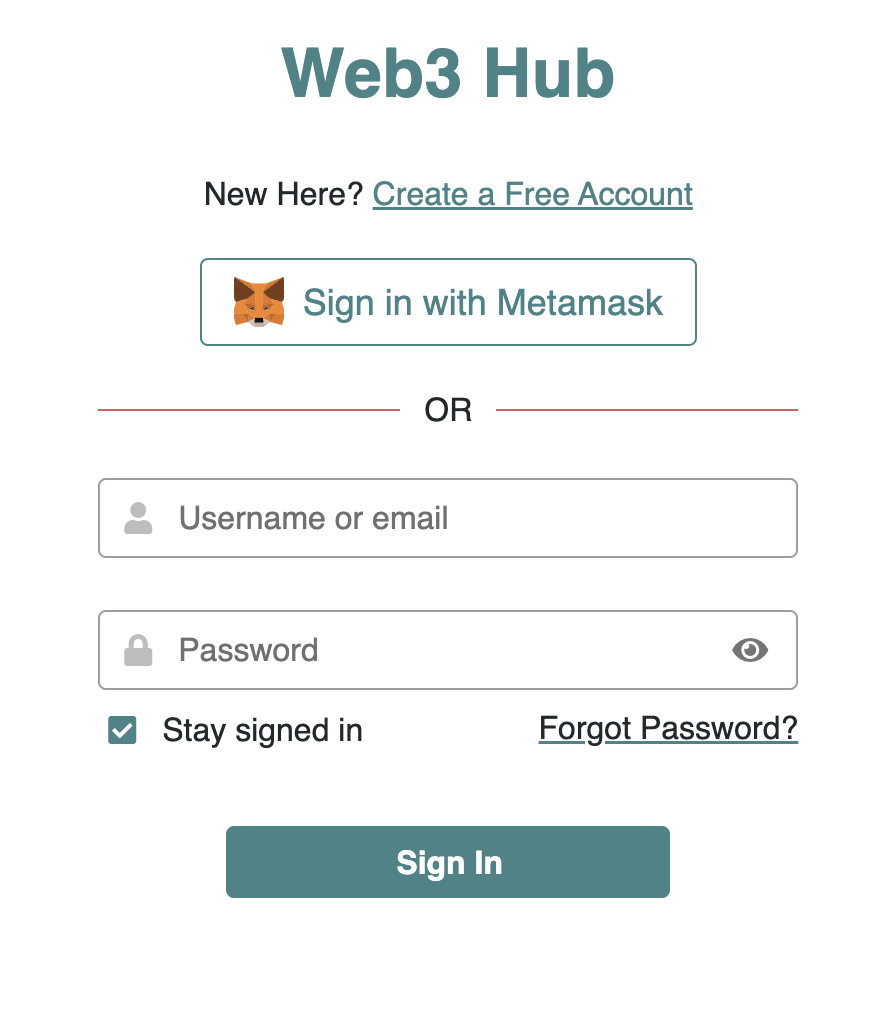 Web3 Hub
New Here? Create a Free Account
Sign in with Metamask
OR
Username or email
Password
Stay signed in
Forgot Password?
Sign In